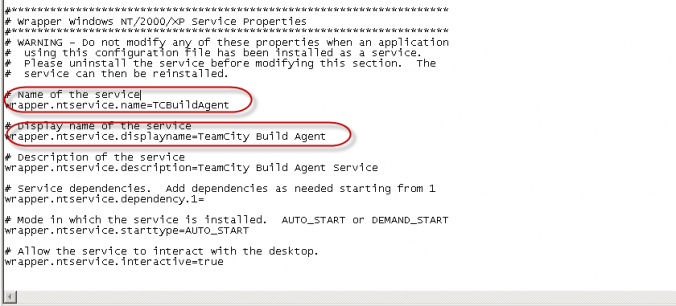 #********************************************************************
# Wrapper Windows NT/2000/XP Service Properties
#********************************************************************
# WARNING - Do not modify any of these properties when an application
#  using this configuration file has been installed as a service.
#  Please uninstall the service before modifying this section.  The
#  service can then be reinstalled.
# Name of the service
wrapper.ntservice.name=TCBuildAgent
# Display name of the service
wrapper.ntservice.displayname=TeamCity Build Agent
# Description of the service
wrapper.ntservice.description=TeamCity Build Agent Service
# Service dependencies.  Add dependencies as needed starting from 1
wrapper.ntservice.dependency.1=
# Mode in which the service is installed.  AUTO_START or DEMAND_START
wrapper.ntservice.starttype=AUTO_START
# Allow the service to interact with the desktop.
wrapper.ntservice.interactive=true